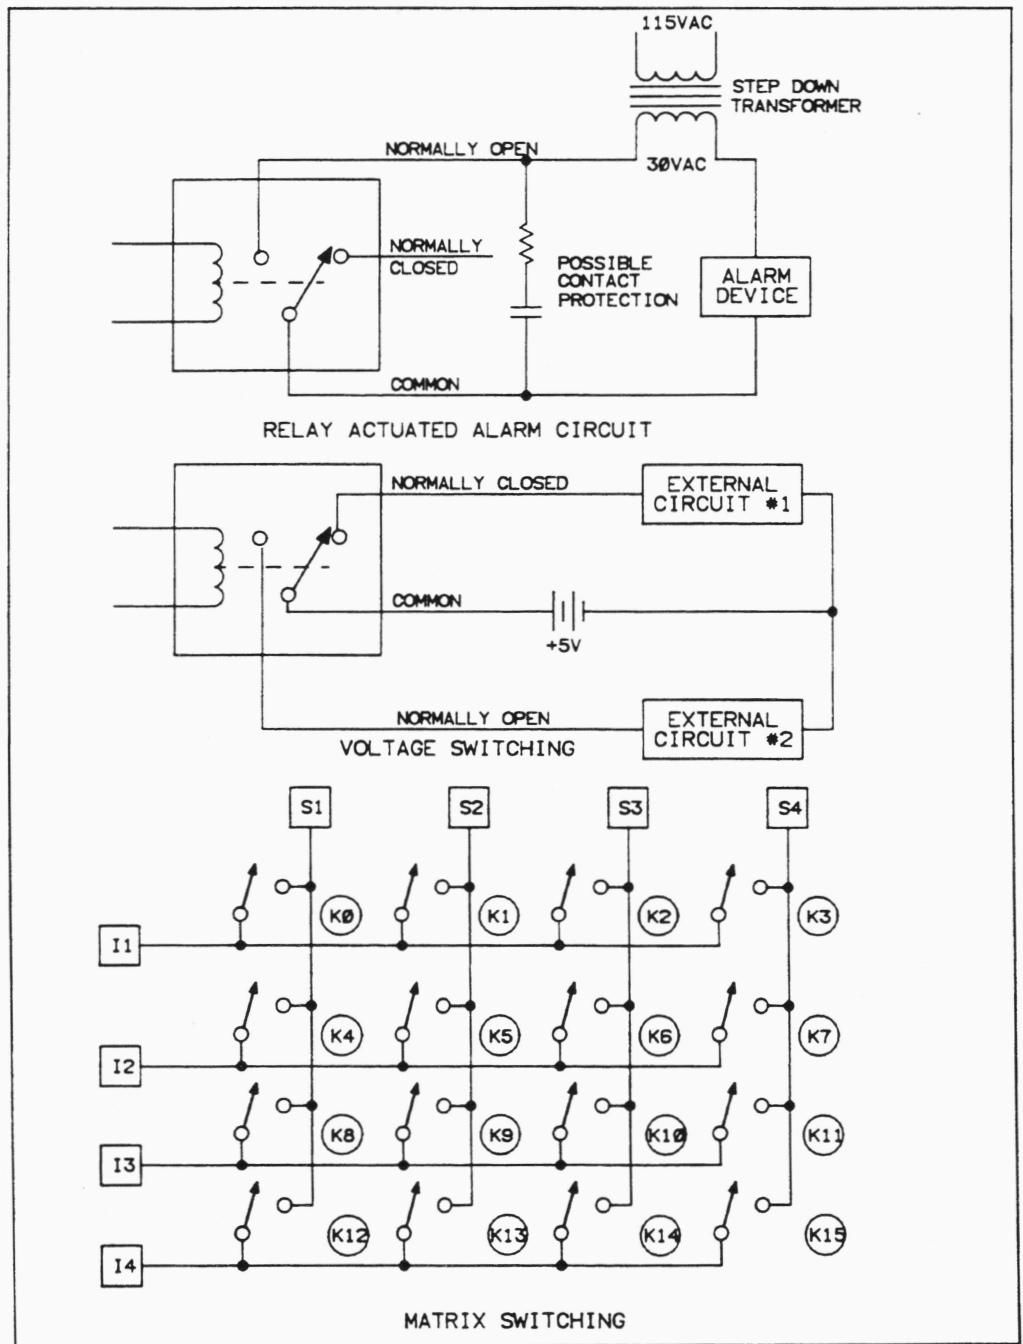 115VAC
STEP DOWN
TRANSFORMER
NORMALLY OPEN
30VAC
NORMALLY
CLOSED
POSSIBLE
CONTACT
PROTECTION
ALARM
DEVICE
COMMON
RELAY ACTUATED ALARM CIRCUIT
NORMALLY CLOSED
EXTERNAL
CIRCUIT #1
COMMON
+5V
NORMALLY OPEN
EXTERNAL
CIRCUIT #2
VOLTAGE SWITCHING
S1 S2 S3 S4
K0 K1 K2 K3
I1
K4 K5 K6 K7
I2
K8 K9 K10 K11
I3
K12 K13 K14 K15
I4
MATRIX SWITCHING